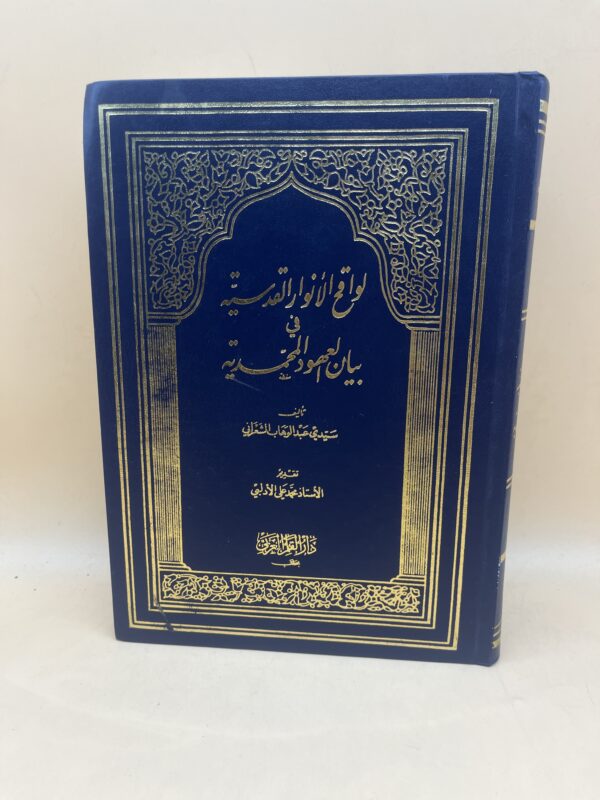 لواقح الأنوار القدسية
في
بيان العهود المحمدية
تأليف
سيدي عبد الوهاب الشعراني
تقديم
الأستاذ محمد علي الأدلبي
دار القلم العربي
بحلب